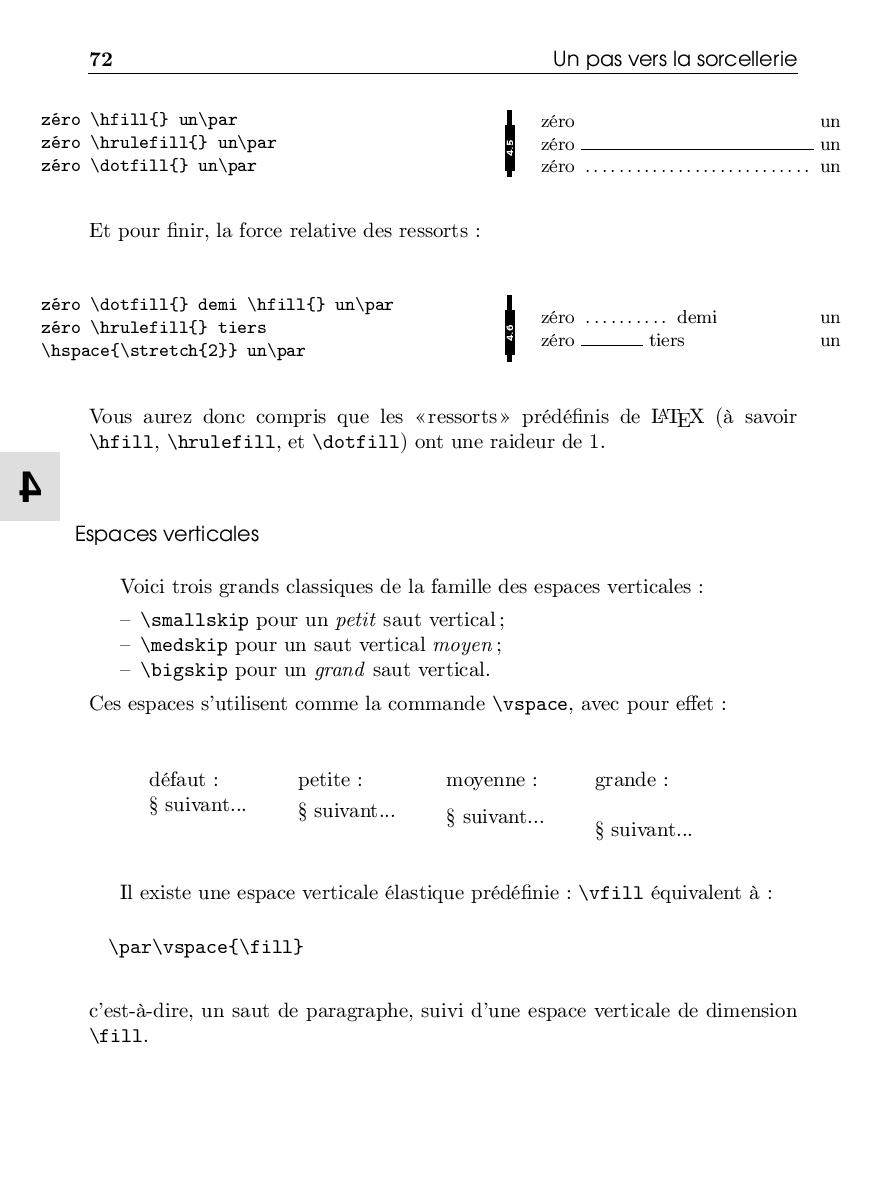 72 Un pas vers la sorcellerie
zéro \hfill{} un\par
zéro \hrulefill{} un\par
zéro \dotfill{} un\par
4.5
zéro un
zéro un
zéro ........................... un
Et pour finir, la force relative des ressorts :
zéro \dotfill{} demi \hfill{} un\par
zéro \hrulefill{} tiers
\hspace{\stretch{2}} un\par
4.6
zéro .......... demi un
zéro tiers un
Vous aurez donc compris que les «ressorts» prédéfinis de LATEX (à savoir
\hfill, \hrulefill, et \dotfill) ont une raideur de 1.
4
Espaces verticales
Voici trois grands classiques de la famille des espaces verticales :
– \smallskip pour un petit saut vertical ;
– \medskip pour un saut vertical moyen ;
– \bigskip pour un grand saut vertical.
Ces espaces s'utilisent comme la commande \vspace, avec pour effet :
défaut : petite : moyenne : grande :
§ suivant... § suivant... § suivant... § suivant...
Il existe une espace verticale élastique prédéfinie : \vfill équivalent à :
\par\vspace{\fill}
c'est-à-dire, un saut de paragraphe, suivi d'une espace verticale de dimension
\fill.